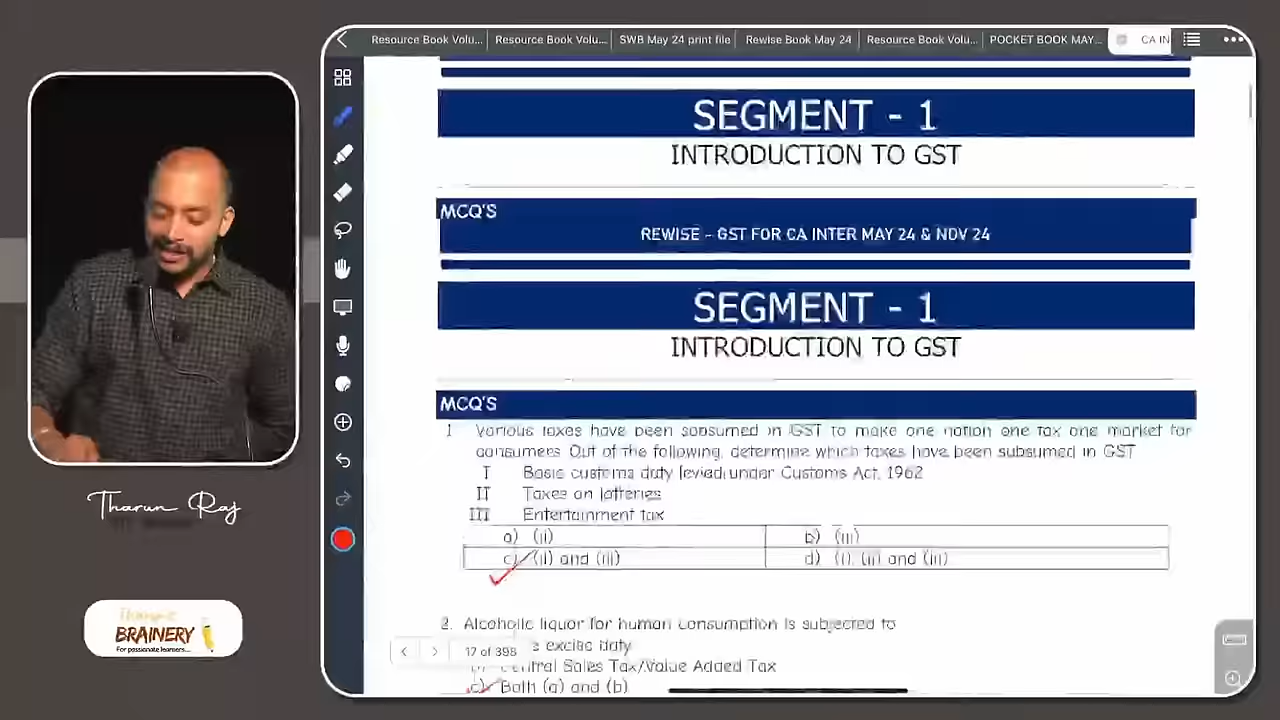 Resource Book Volu... Resource Book Volu... SWB May 24 print file Rewise Book May 24 Resource Book Volu... POCKET BOOK MAY... CA IN
SEGMENT - 1
INTRODUCTION TO GST
MCQ'S
REWISE - GST FOR CA INTER MAY 24 & NOV 24
SEGMENT - 1
INTRODUCTION TO GST
MCQ'S
1 Various taxes have been subsumed in GST to make one nation one tax one market for
consumers Out of the following, determine which taxes have been subsumed in GST
I Basic customs duty levied under Customs Act, 1962
II Taxes on lotteries
III Entertainment tax
a) (ii) b) (iii)
c) (ii) and (iii) d) (i), (ii) and (iii)
2. Alcoholic liquor for human consumption is subjected to
excise duty
Central Sales Tax/Value Added Tax
c) Both (a) and (b)
17 of 398
Tharun Raj
Tharun's
BRAINERY
For passionate learners...